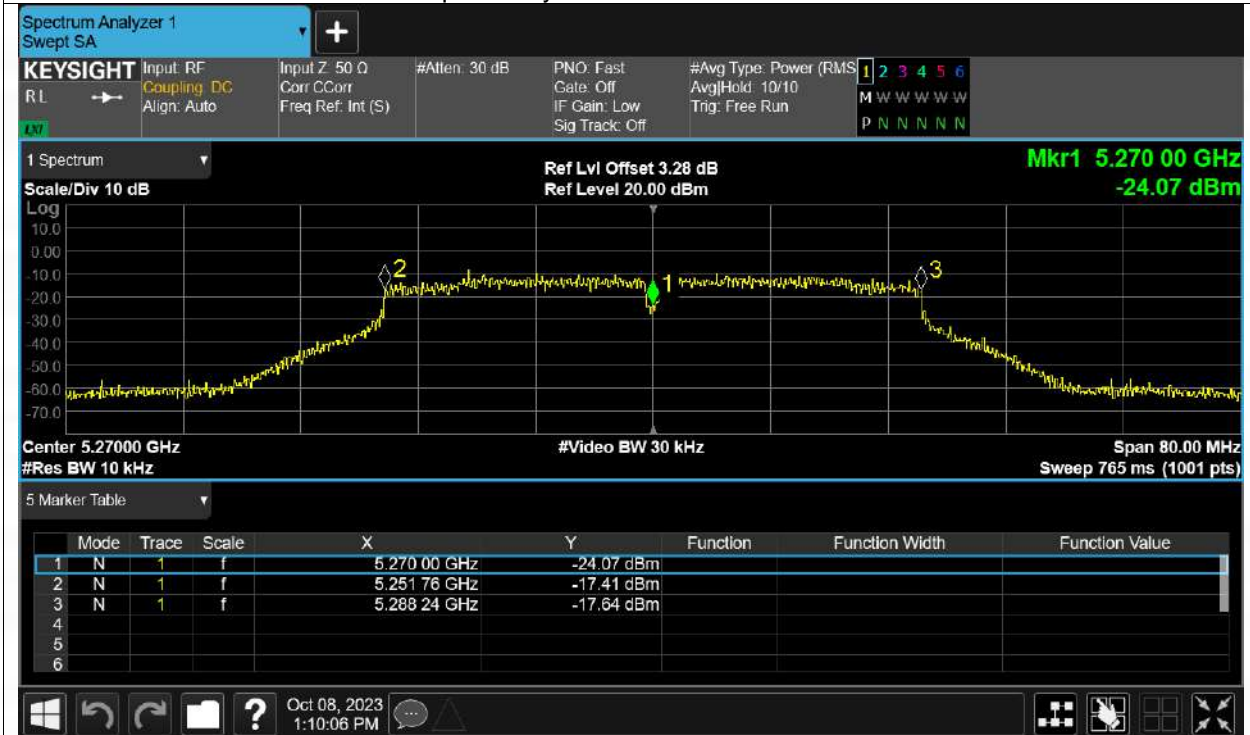 Spectrum Analyzer 1
Swept SA
+
KEYSIGHT Input: RF Input Z: 50 Ω #Atten: 30 dB PNO: Fast #Avg Type: Power (RMS 1 2 3 4 5 6
RL Coupling: DC Corr CCorr Gate: Off Avg|Hold: 10/10 M W W W W W
Align: Auto Freq Ref: Int (S) IF Gain: Low Trig: Free Run
LXI Sig Track: Off P N N N N N
1 Spectrum Ref Lvl Offset 3.28 dB Mkr1 5.270 00 GHz
Scale/Div 10 dB Ref Level 20.00 dBm -24.07 dBm
Log
10.0
0.00
-10.0 2 3
-20.0 1
-30.0
-40.0
-50.0
-60.0
-70.0
Center 5.27000 GHz #Video BW 30 kHz Span 80.00 MHz
#Res BW 10 kHz Sweep 765 ms (1001 pts)
5 Marker Table
Mode Trace Scale X Y Function Function Width Function Value
1 N 1 f 5.270 00 GHz -24.07 dBm
2 N 1 f 5.251 76 GHz -17.41 dBm
3 N 1 f 5.288 24 GHz -17.64 dBm
4
5
6
? Oct 08, 2023
1:10:06 PM